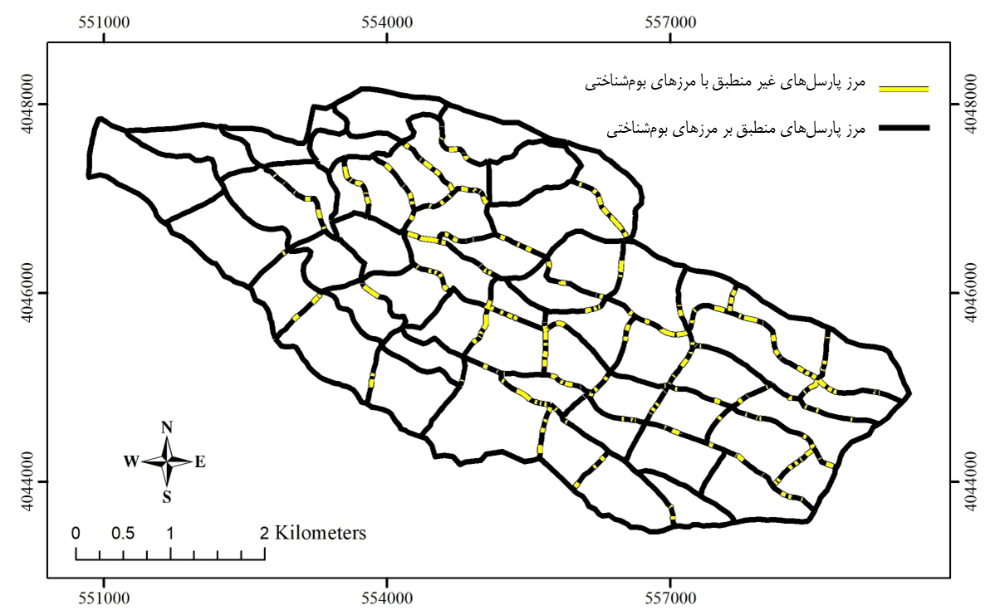 551000 554000 557000
4048000 4048000
مرز پارسل‌های غیر منطبق با مرزهای بوم‌شناختی
مرز پارسل‌های منطبق بر مرزهای بوم‌شناختی
4046000 4046000
N
W E
S
4044000 4044000
0 0.5 1 2 Kilometers
551000 554000 557000